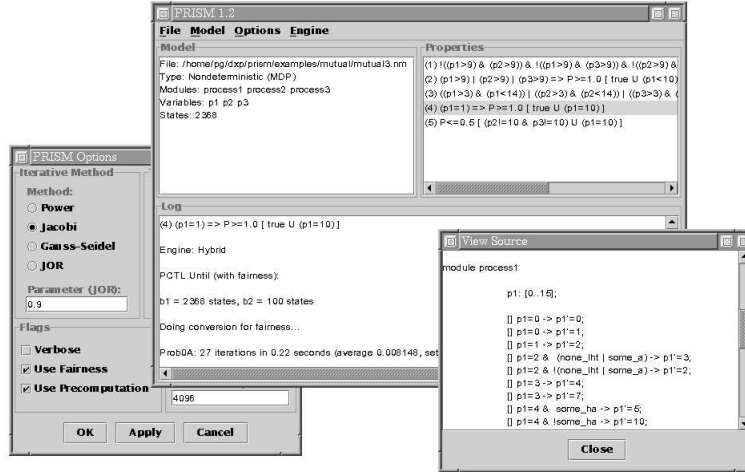 PRISM 1.2
File Model Options Engine
Model
File: /home/pg/dxp/prism/examples/mutual/mutual3.nm
Type: Nondeterministic (MDP)
Modules: process1 process2 process3
Variables: p1 p2 p3
States: 2368
Properties
(1) !((p1>9) & (p2>9)) & !((p1>9) & (p3>9)) & !((p2>9) &
(2) (p1>9) | (p2>9) | (p3>9) => P>=1.0 [ true U (p1<10)
(3) ((p1>3) & (p1<14)) | ((p2>3) & (p2<14)) | ((p3>3) & (
(4) (p1=1) => P>=1.0 [ true U (p1=10) ]
(5) P<=0.5 [ (p2!=10 & p3!=10) U (p1=10) ]
Log
(4) (p1=1) => P>=1.0 [ true U (p1=10) ]
Engine: Hybrid
PCTL Until (with fairness):
b1 = 2368 states, b2 = 100 states
Doing conversion for fairness...
Prob0A: 27 iterations in 0.22 seconds (average 0.008148, set
PRISM Options
Iterative Method
Method:
Power
Jacobi
Gauss-Seidel
JOR
Parameter (JOR):
0.9
Flags
Verbose
Use Fairness
Use Precomputation
4096
OK Apply Cancel
View Source
module process1
p1: [0..15];
[] p1=0 -> p1'=0;
[] p1=0 -> p1'=1;
[] p1=1 -> p1'=2;
[] p1=2 & (none_lht | some_a) -> p1'=3;
[] p1=2 & !(none_lht | some_a) -> p1'=2;
[] p1=3 -> p1'=4;
[] p1=3 -> p1'=7;
[] p1=4 & some_ha -> p1'=5;
[] p1=4 & !some_ha -> p1'=10;
Close